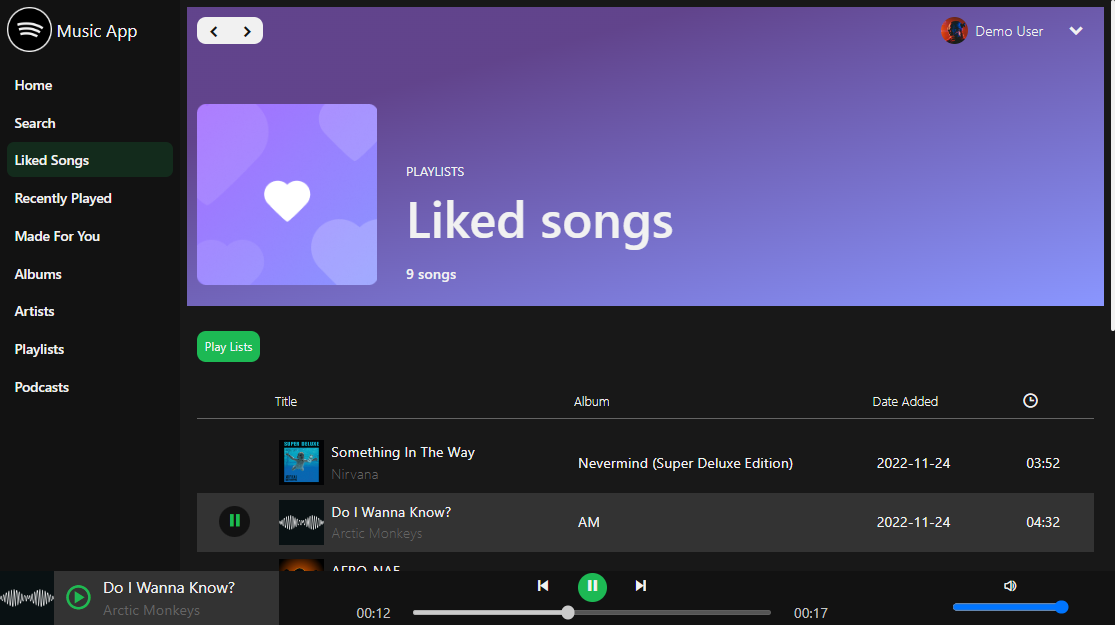 Music App
Demo User
Home
Search
Liked Songs
Recently Played
Made For You
Albums
Artists
Playlists
Podcasts
PLAYLISTS
Liked songs
9 songs
Play Lists
Title Album Date Added
SUPER DELUXE
Something In The Way
Nirvana
Nevermind (Super Deluxe Edition) 2022-11-24 03:52
Do I Wanna Know?
Arctic Monkeys
AM 2022-11-24 04:32
Do I Wanna Know?
Arctic Monkeys
00:12 00:17